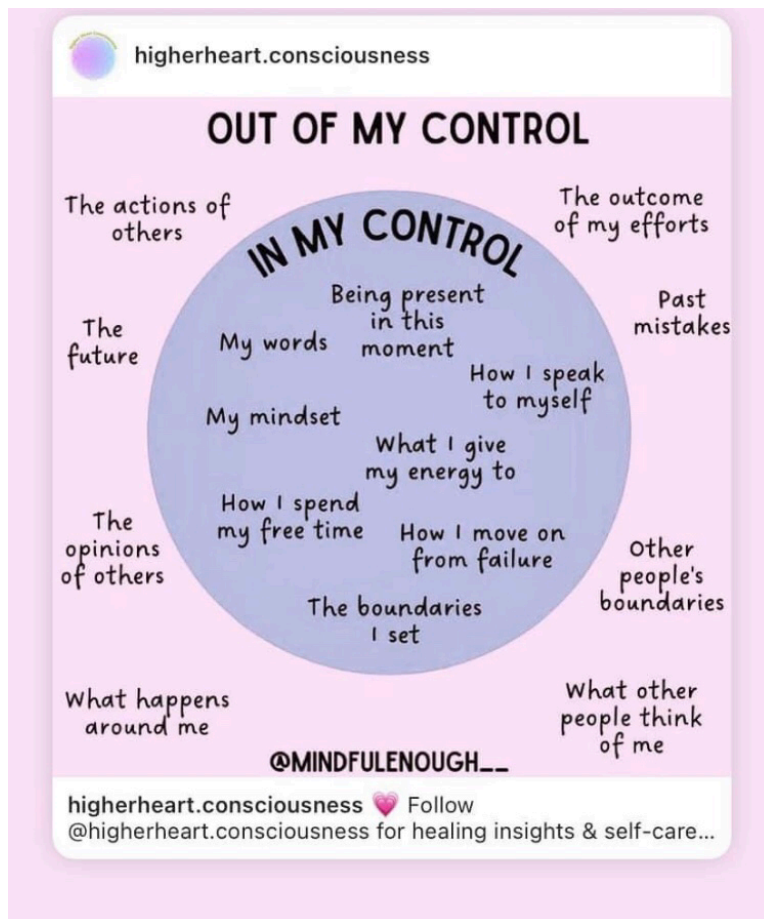 higherheart.consciousness
OUT OF MY CONTROL
The actions of
others
The outcome
of my efforts
The
future
Past
mistakes
IN MY CONTROL
Being present
in this
moment
My words
How I speak
to myself
My mindset
What I give
my energy to
How I spend
my free time
How I move on
from failure
The boundaries
I set
The
opinions
of others
Other
people's
boundaries
What happens
around me
What other
people think
of me
@MINDFULENOUGH__
higherheart.consciousness 💗 Follow
@higherheart.consciousness for healing insights & self-care...